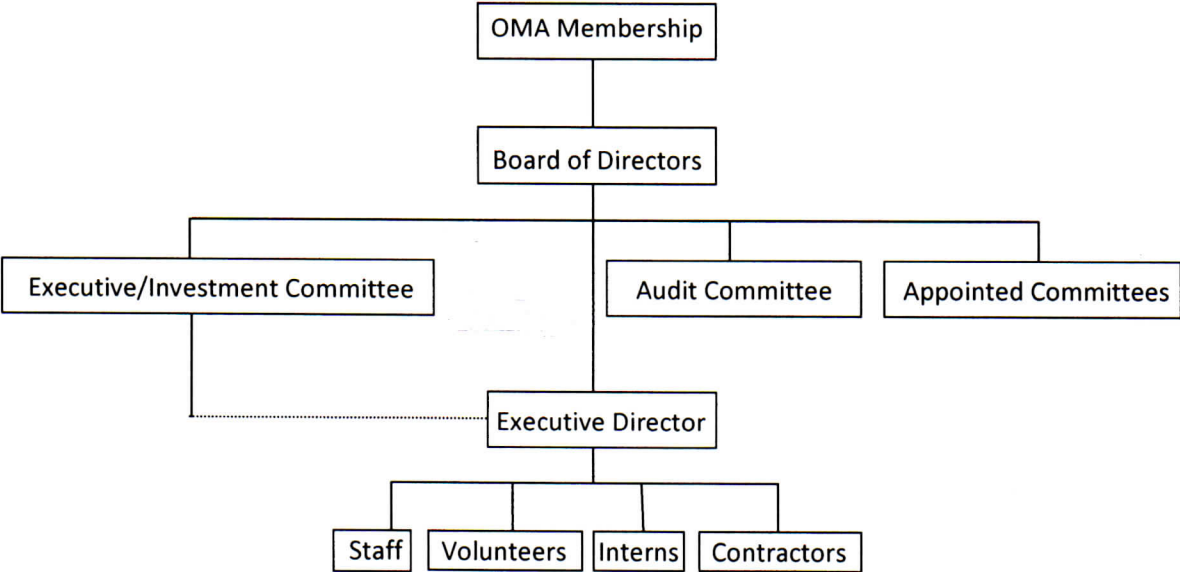 OMA Membership
Board of Directors
Executive/Investment Committee
Audit Committee
Appointed Committees
Executive Director
Staff
Volunteers
Interns
Contractors